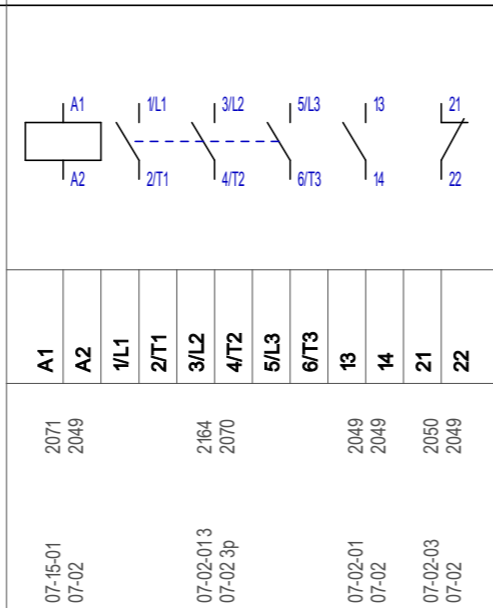 A1 1/L1 3/L2 5/L3 13 21
A2 2/T1 4/T2 6/T3 14 22
A1
A2
1/L1
2/T1
3/L2
4/T2
5/L3
6/T3
13
14
21
22
2071
2049
2164
2070
2049
2049
2050
2049
07-15-01
07-02
07-02-01 3
07-02 3p
07-02-01
07-02
07-02-03
07-02